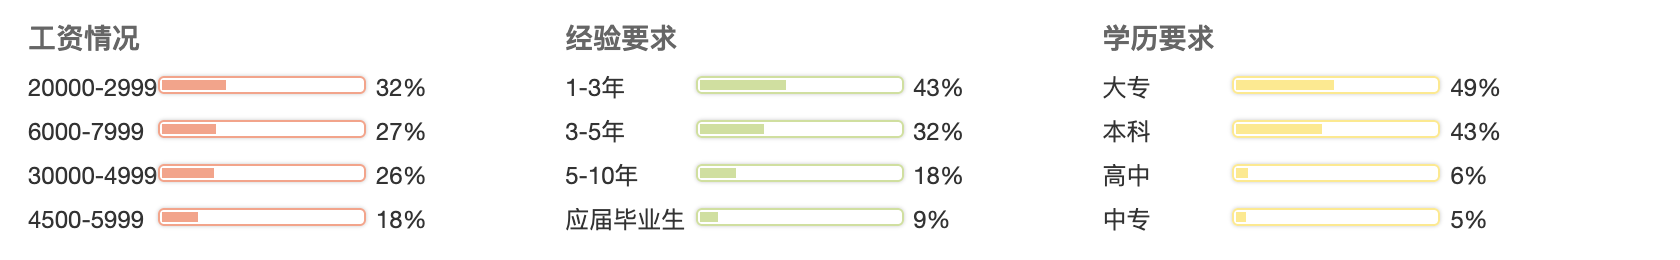 工资情况
20000-2999 32%
6000-7999 27%
30000-4999 26%
4500-5999 18%
经验要求
1-3年 43%
3-5年 32%
5-10年 18%
应届毕业生 9%
学历要求
大专 49%
本科 43%
高中 6%
中专 5%